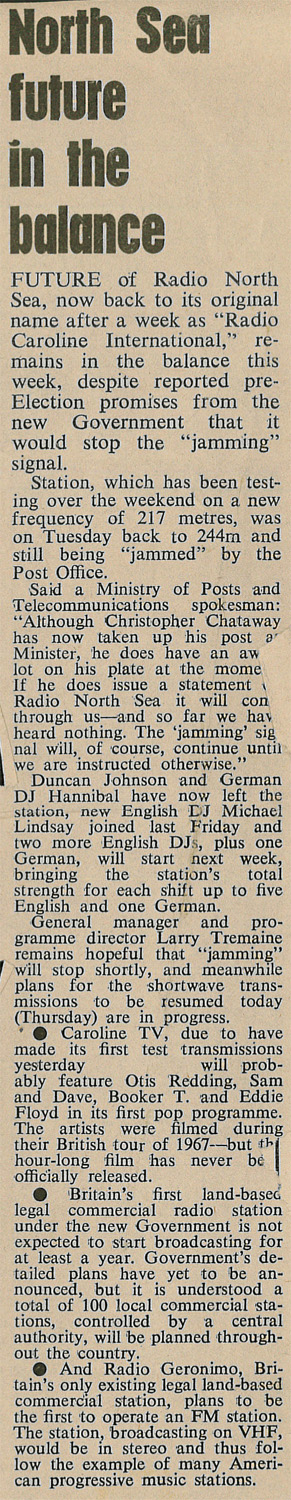 North Sea
future
in the
balance
FUTURE of Radio North
Sea, now back to its original
name after a week as "Radio
Caroline International," re-
mains in the balance this
week, despite reported pre-
Election promises from the
new Government that it
would stop the "jamming"
signal.
Station, which has been test-
ing over the weekend on a new
frequency of 217 metres, was
on Tuesday back to 244m and
still being "jammed" by the
Post Office.
Said a Ministry of Posts and
Telecommunications spokesman:
"Although Christopher Chataway
has now taken up his post
Minister, he does have an
lot on his plate at the
If he does issue a statement
Radio North Sea it will
through us—and so far we
heard nothing. The 'jamming' sig
nal will, of course, continue until
we are instructed otherwise."
Duncan Johnson and German
DJ Hannibal have now left the
station, new English DJ Michael
Lindsay joined last Friday and
two more English DJs, plus one
German, will start next week,
bringing the station's total
strength for each shift up to five
English and one German.
General manager and pro-
gramme director Larry Tremaine
remains hopeful that "jamming"
will stop shortly, and meanwhile
plans for the shortwave trans-
missions to be resumed today
(Thursday) are in progress.
● Caroline TV, due to have
made its first test transmissions
yesterday will prob-
ably feature Otis Redding, Sam
and Dave, Booker T. and Eddie
Floyd in its first pop programme.
The artists were filmed during
their British tour of 1967—but
hour-long film has never
officially released.
● Britain's first land-based
legal commercial radio station
under the new Government is not
expected to start broadcasting for
at least a year. Government's de-
tailed plans have yet to be an-
nounced, but it is understood a
total of 100 local commercial sta-
tions, controlled by a central
authority, will be planned through-
out the country.
● And Radio Geronimo, Bri-
tain's only existing legal land-based
commercial station, plans to be
the first to operate an FM station.
The station, broadcasting on VHF,
would be in stereo and thus fol-
low the example of many Ameri-
can progressive music stations.